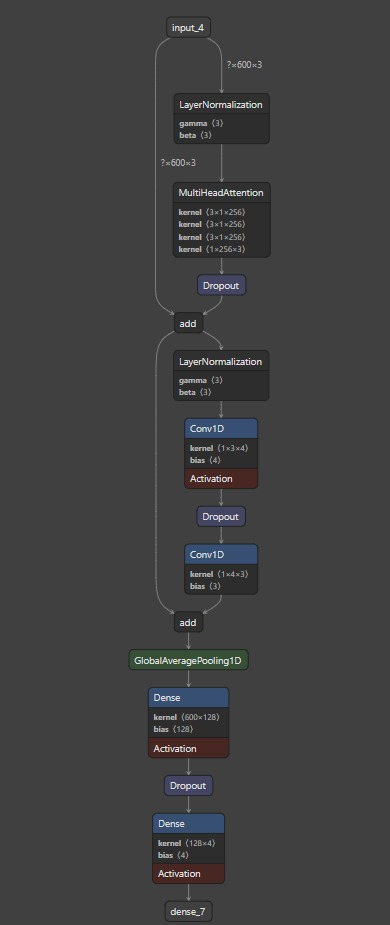 input_4
?×600×3
LayerNormalization
gamma ⟨3⟩
beta ⟨3⟩
?×600×3
MultiHeadAttention
kernel ⟨3×1×256⟩
kernel ⟨3×1×256⟩
kernel ⟨3×1×256⟩
kernel ⟨1×256×3⟩
Dropout
add
LayerNormalization
gamma ⟨3⟩
beta ⟨3⟩
Conv1D
kernel ⟨1×3×4⟩
bias ⟨4⟩
Activation
Dropout
Conv1D
kernel ⟨1×4×3⟩
bias ⟨3⟩
add
GlobalAveragePooling1D
Dense
kernel ⟨600×128⟩
bias ⟨128⟩
Activation
Dropout
Dense
kernel ⟨128×4⟩
bias ⟨4⟩
Activation
dense_7